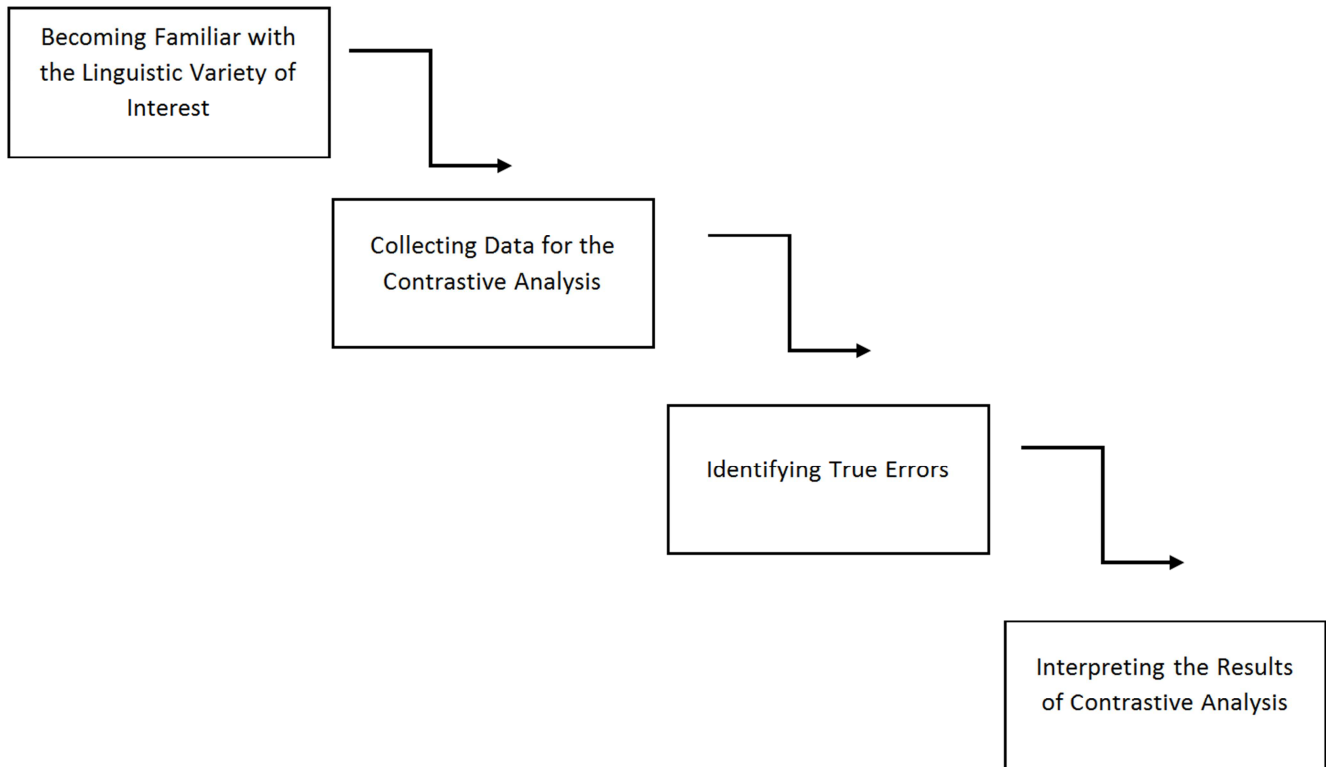 Becoming Familiar with
the Linguistic Variety of
Interest
Collecting Data for the
Contrastive Analysis
Identifying True Errors
Interpreting the Results
of Contrastive Analysis